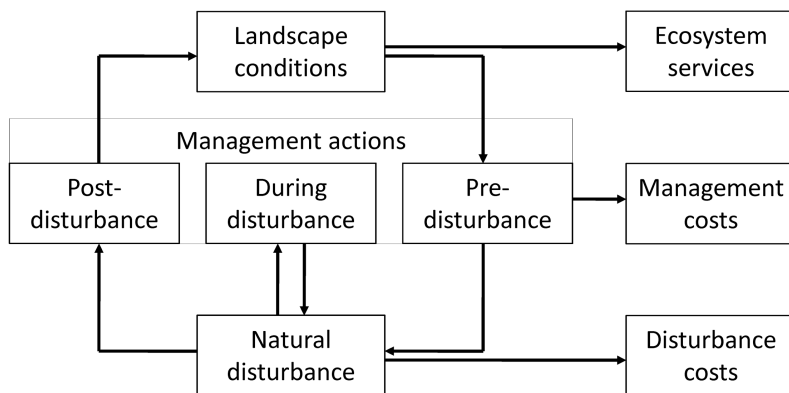 Landscape
conditions
Ecosystem
services
Management actions
Post-
disturbance
During
disturbance
Pre-
disturbance
Management
costs
Natural
disturbance
Disturbance
costs